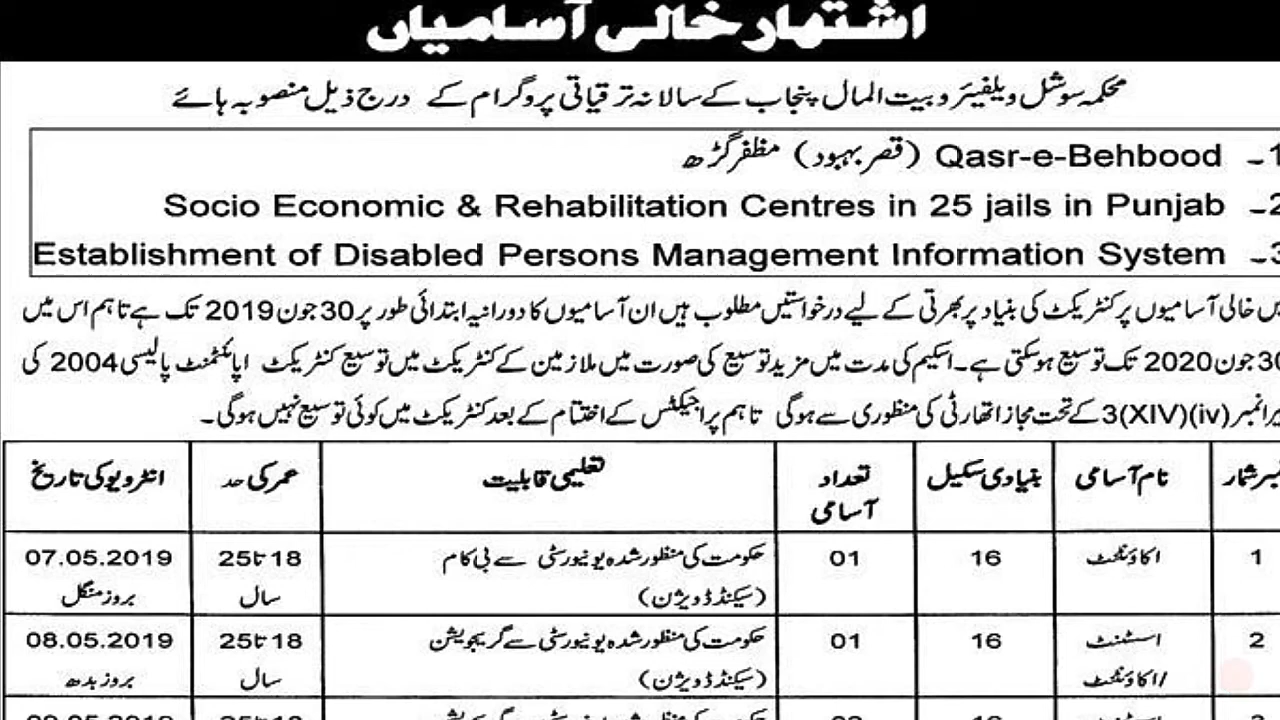 اشتہار خالی آسامیاں
محکمہ سوشل ویلفیئر و بیت المال پنجاب کے سالانہ ترقیاتی پروگرام کے درج ذیل منصوبہ ہائے
1۔ Qasr-e-Behbood (قصر بہبود) مظفر گڑھ
2۔ Socio Economic & Rehabilitation Centres in 25 jails in Punjab
3۔ Establishment of Disabled Persons Management Information System
خالی آسامیوں پر کنٹریکٹ کی بنیاد پر بھرتی کے لیے درخواستیں مطلوب ہیں ان آسامیوں کا دورانیہ ابتدائی طور پر 30 جون 2019 تک ہے تاہم اس میں
30 جون 2020 تک توسیع ہو سکتی ہے۔ اسکیم کی مدت میں مزید توسیع کی صورت میں ملازمین کے کنٹریکٹ میں توسیع کنٹریکٹ اپائنٹمنٹ پالیسی 2004 کی
3(XIV)(iv) کے تحت مجاز اتھارٹی کی منظوری سے ہوگی تاہم پراجیکٹس کے اختتام کے بعد کنٹریکٹ میں کوئی توسیع نہیں ہوگی۔
نمبر شمار نام آسامی بنیادی سکیل تعداد آسامی تعلیمی قابلیت عمر کی حد انٹرویو کی تاریخ
1 اکاؤنٹنٹ 16 01 حکومت کی منظور شدہ یونیورسٹی سے بی کام 18 تا 25 07.05.2019
(سیکنڈ ڈویژن) سال بروز منگل
2 اسسٹنٹ 16 01 حکومت کی منظور شدہ یونیورسٹی سے گریجویشن 18 تا 25 08.05.2019
/اکاؤنٹنٹ (سیکنڈ ڈویژن) سال بروز بدھ